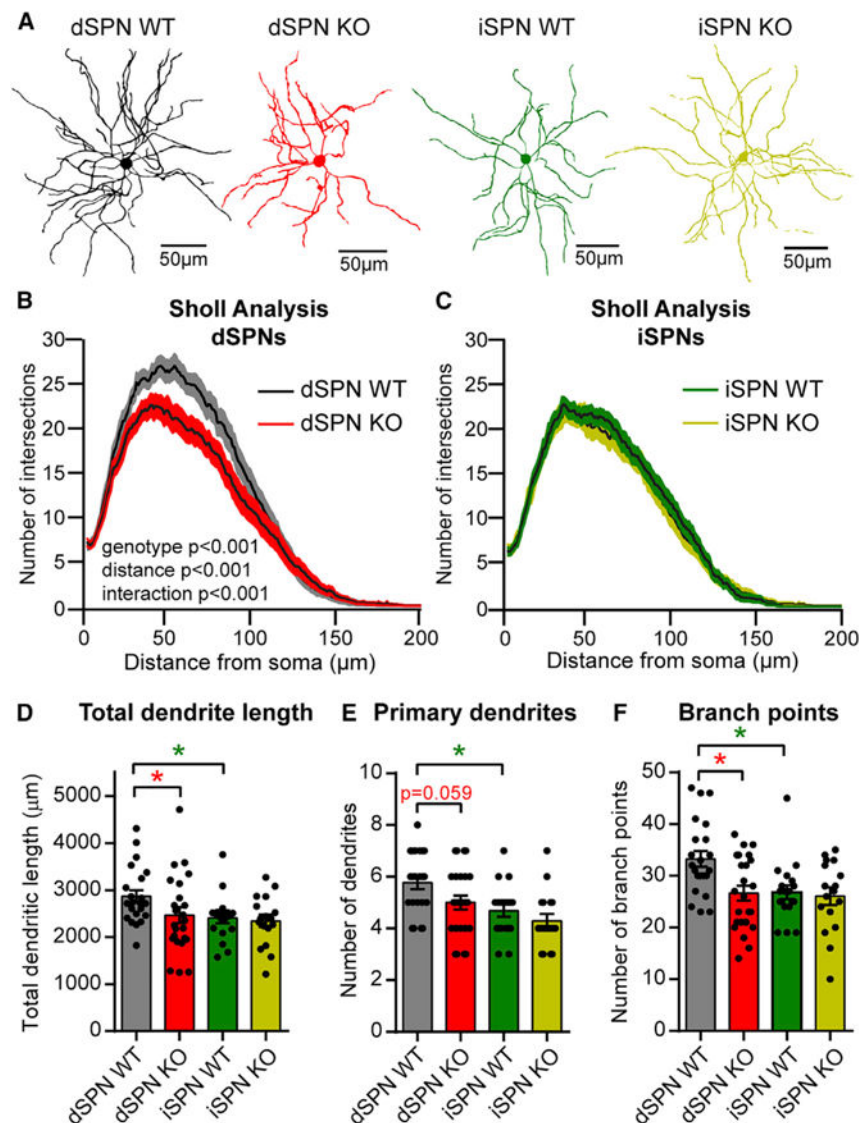 A
dSPN WT
dSPN KO
iSPN WT
iSPN KO
50μm
50μm
50μm
50μm
B
Sholl Analysis
dSPNs
Number of intersections
30
25
20
15
10
5
0
dSPN WT
dSPN KO
genotype p<0.001
distance p<0.001
interaction p<0.001
0
50
100
150
200
Distance from soma (μm)
C
Sholl Analysis
iSPNs
Number of intersections
30
25
20
15
10
5
0
iSPN WT
iSPN KO
0
50
100
150
200
Distance from soma (μm)
D
Total dendrite length
*
*
Total dendritic length (μm)
5000
4000
3000
2000
1000
0
dSPN WT
dSPN KO
iSPN WT
iSPN KO
E
Primary dendrites
*
p=0.059
Number of dendrites
10
8
6
4
2
0
dSPN WT
dSPN KO
iSPN WT
iSPN KO
F
Branch points
*
*
Number of branch points
50
40
30
20
10
0
dSPN WT
dSPN KO
iSPN WT
iSPN KO